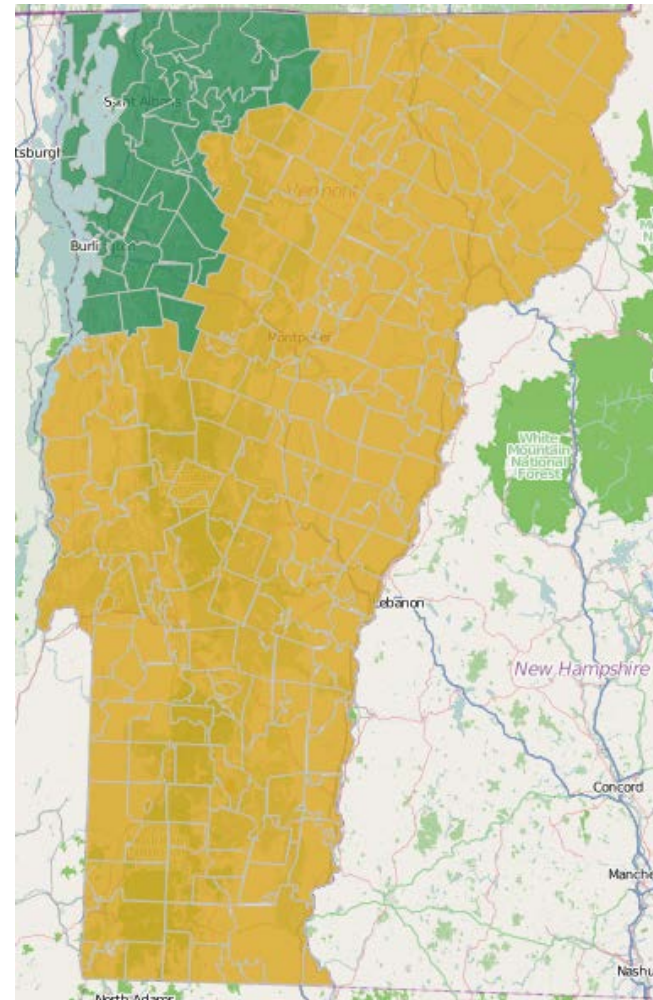 Saint Albans
tsburgh
Vermont
Burlington
Montpelier
White
Mountain
National
Forest
Lebanon
New Hampshire
Concord
Manche
Nashu
North Adams